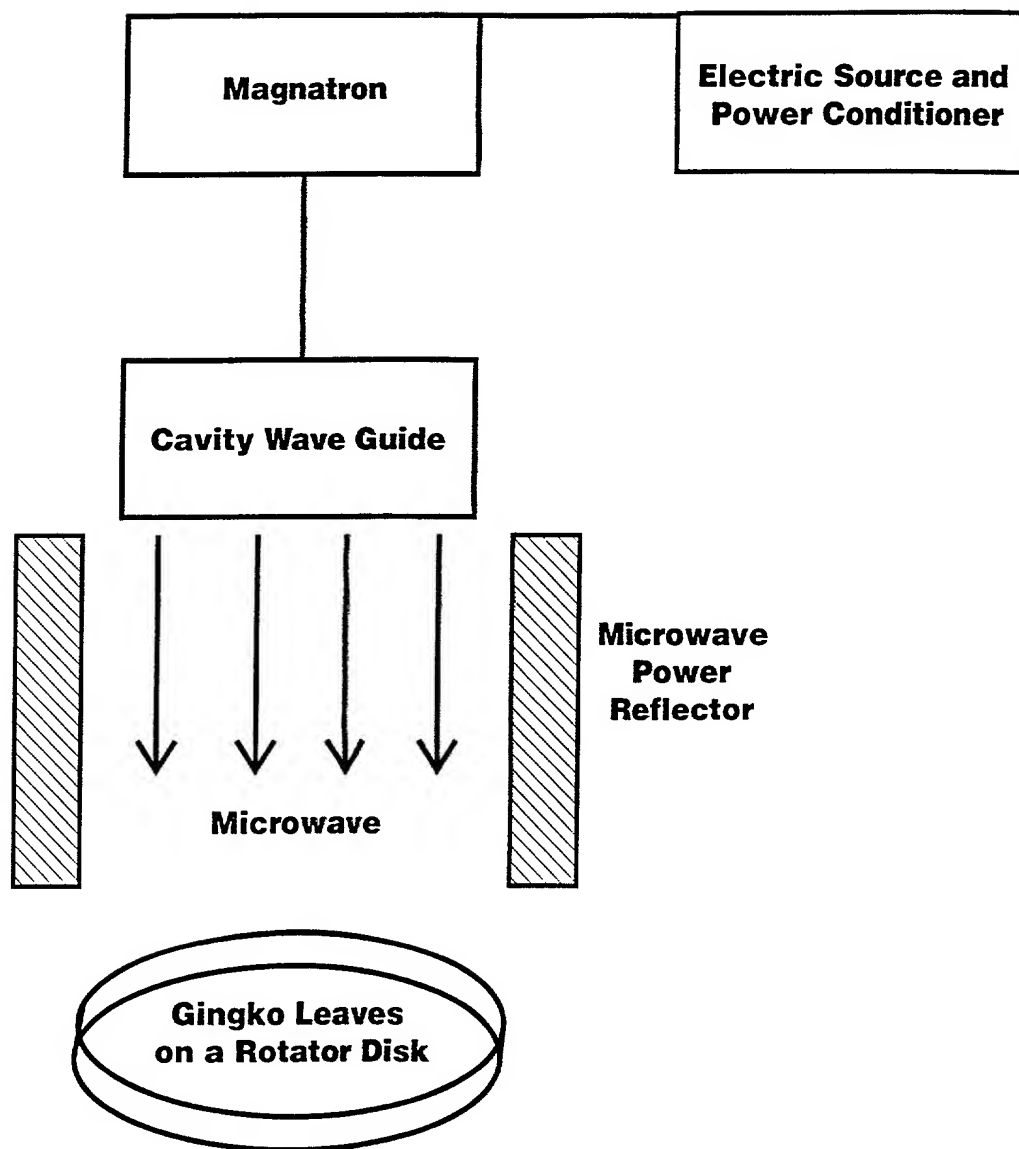 Magnatron
Electric Source and
Power Conditioner
Cavity Wave Guide
Microwave
Power
Reflector
Microwave
Gingko Leaves
on a Rotator Disk